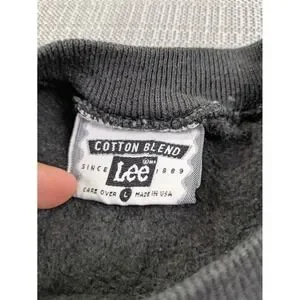 COTTON BLEND
SINCE Lee 1889
CARE OVER L MADE IN USA